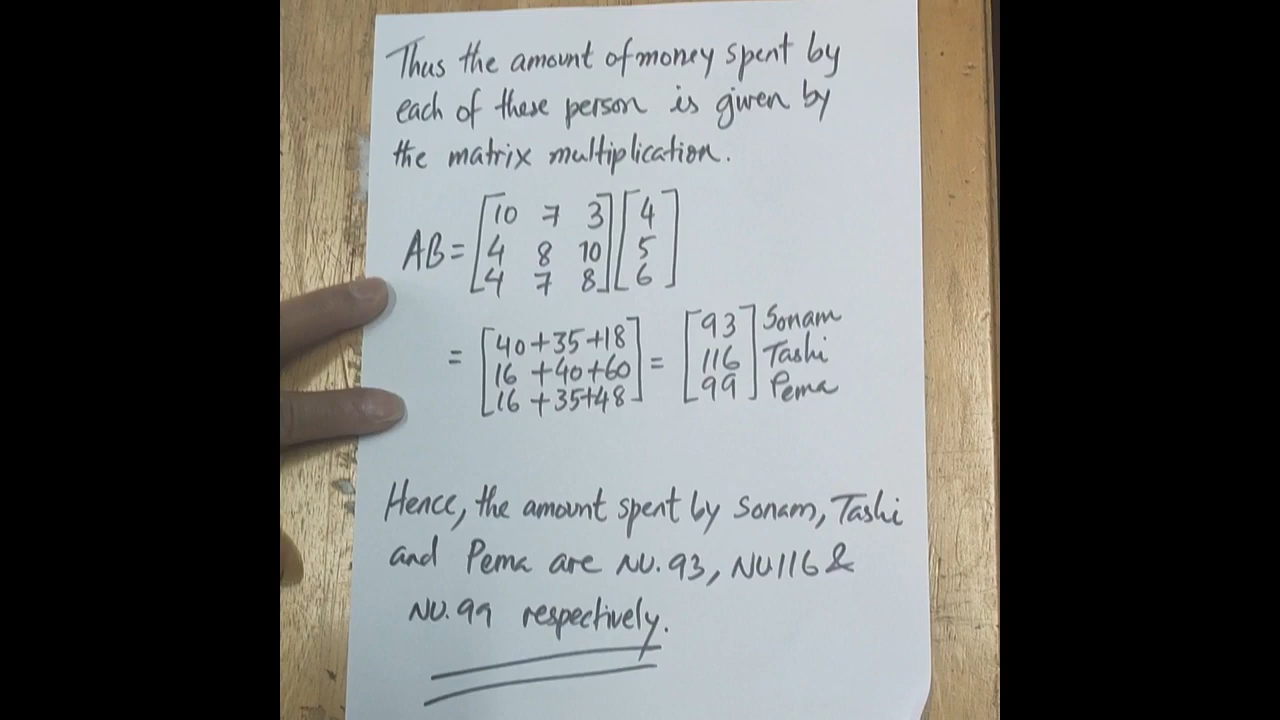 Thus the amount of money spent by
each of these person is given by
the matrix multiplication.
AB = [10 7 3] [4]
[4 8 10] [5]
[4 7 8] [6]
= [40+35+18] = [93] Sonam
[16 +40+60] [116] Tashi
[16 +35+48] [99] Pema
Hence, the amount spent by Sonam, Tashi
and Pema are NU.93, NU116 &
NU.99 respectively.